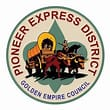 PIONEER EXPRESS DISTRICT
GOLDEN EMPIRE COUNCIL